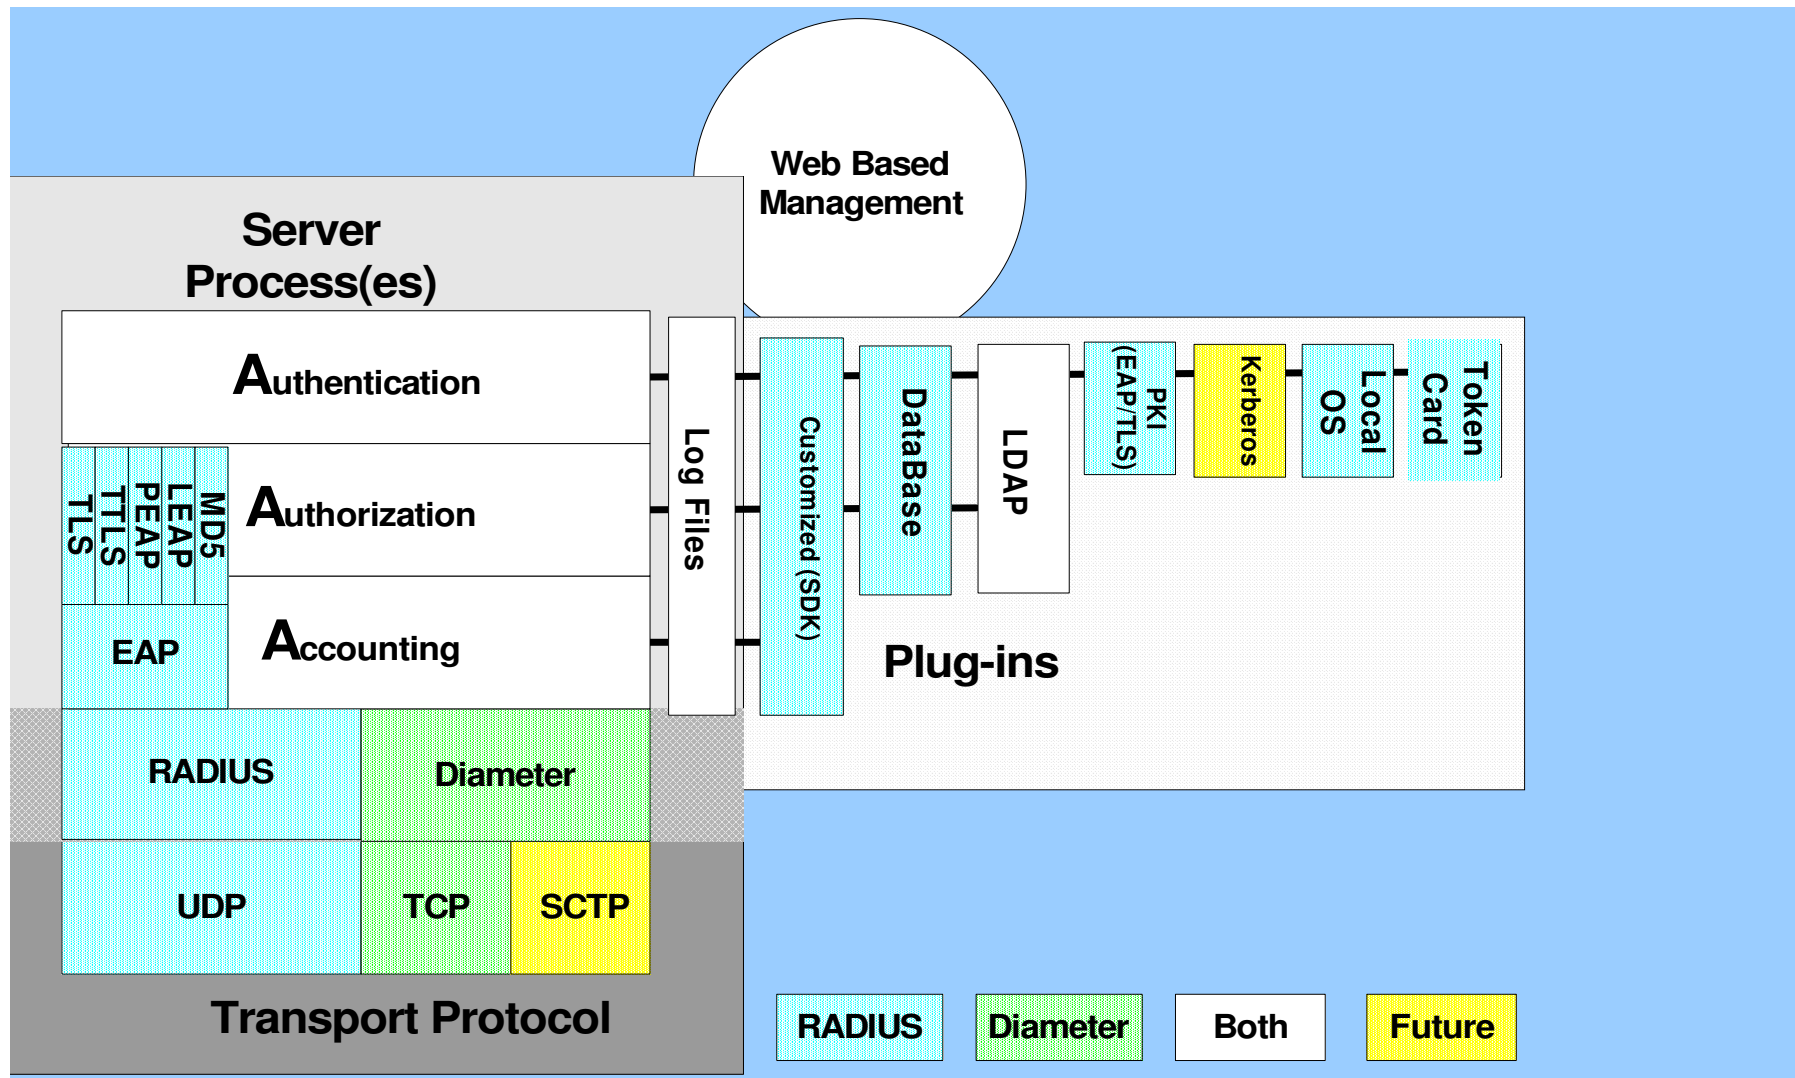 Web Based
Management
Server
Process(es)
Authentication
Authorization
Accounting
TLS
TTLS
PEAP
LEAP
MD5
EAP
RADIUS
Diameter
UDP
TCP
SCTP
Transport Protocol
Log Files
Customized (SDK)
DataBase
LDAP
PKI
(EAP/TLS)
Kerberos
Local
OS
Token
Card
Plug-ins
RADIUS
Diameter
Both
Future